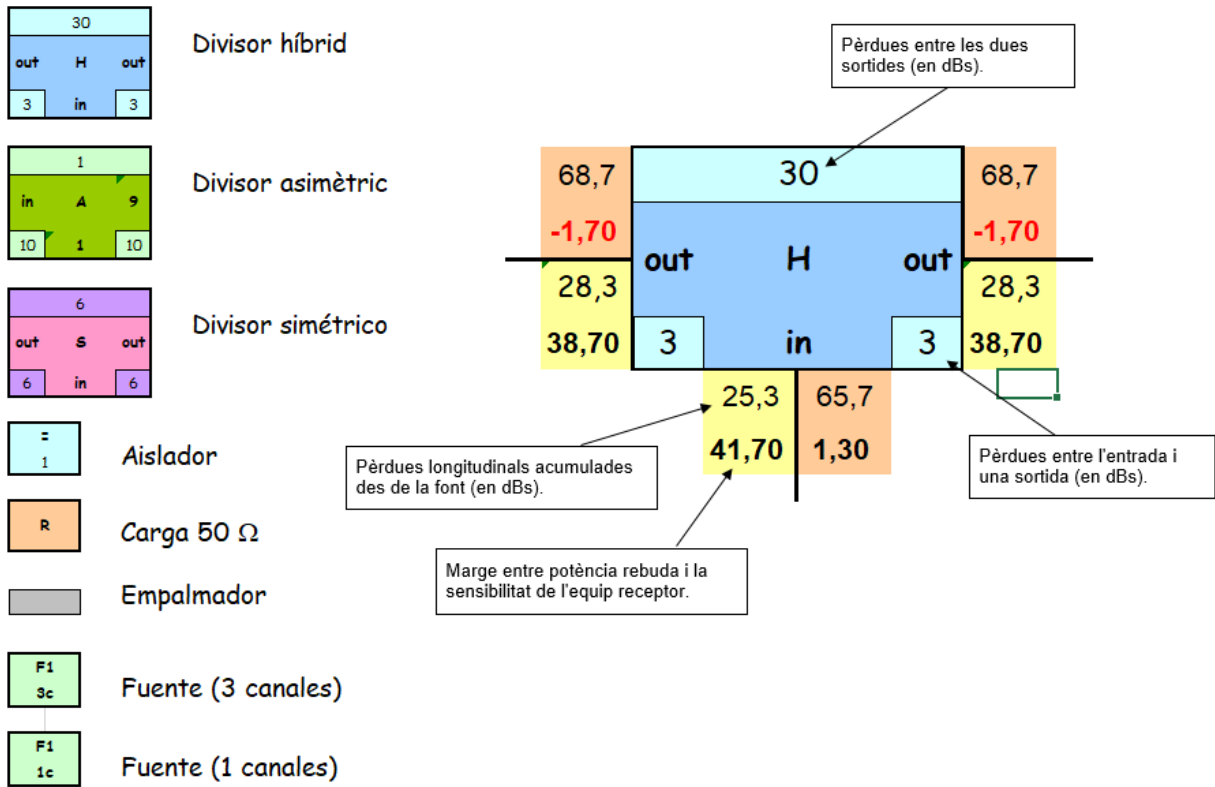 30
out H out
3 in 3
Divisor híbrid
1
in A 9
10 1 10
Divisor asimètric
6
out S out
6 in 6
Divisor simétrico
=
1
Aislador
R
Carga 50 Ω
Empalmador
F1
3c
Fuente (3 canales)
F1
1c
Fuente (1 canales)
Pèrdues entre les dues
sortides (en dBs).
68,7 30 68,7
-1,70 -1,70
out H out
28,3 28,3
38,70 3 in 3 38,70
25,3 65,7
41,70 1,30
Pèrdues longitudinals acumulades
des de la font (en dBs).
Pèrdues entre l'entrada i
una sortida (en dBs).
Marge entre potència rebuda i la
sensibilitat de l'equip receptor.